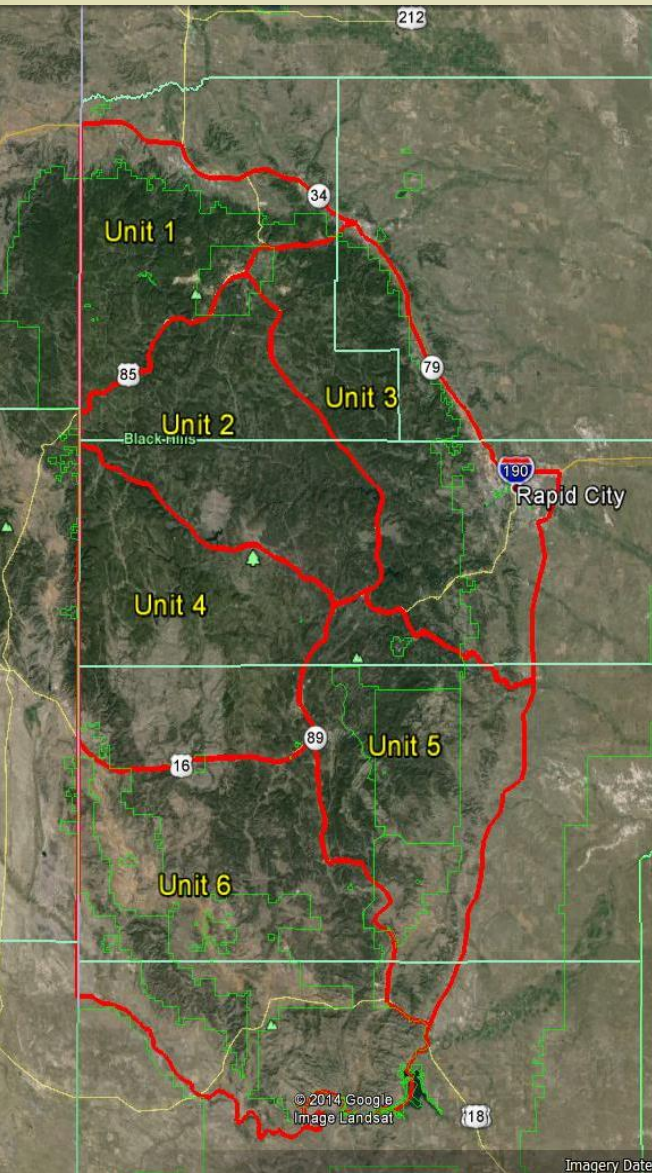 212
34
Unit 1
85
79
Unit 3
Unit 2
Black Hills
190
Rapid City
Unit 4
89
Unit 5
16
Unit 6
© 2014 Google
Image Landsat
18
Imagery Date